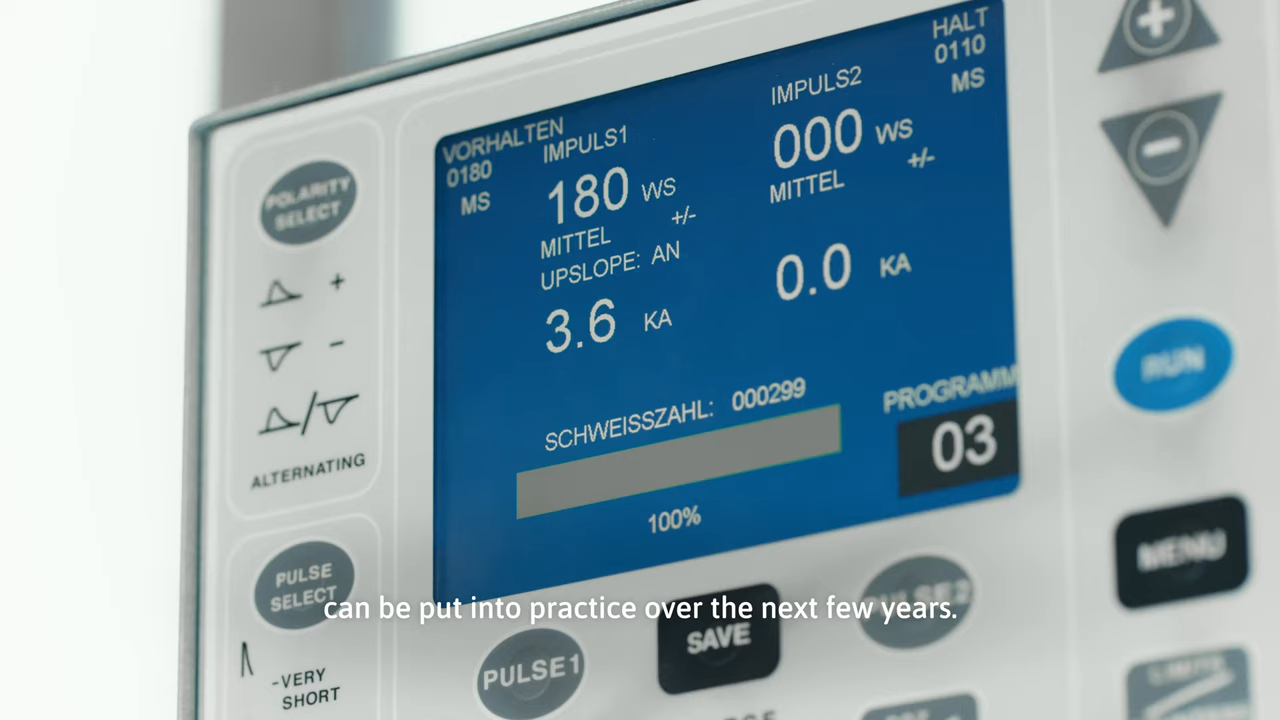 POLARITY
SELECT
+
-
ALTERNATING
PULSE
SELECT
-VERY
SHORT
VORHALTEN
0180
MS
IMPULS1
180 WS
+/-
MITTEL
UPSLOPE: AN
3.6 KA
IMPULS2
000 WS
+/-
MITTEL
0.0 KA
HALT
0110
MS
SCHWEISSZAHL: 000299
100%
PROGRAMM
03
RUN
MENU
PULSE1
SAVE
PULSE2
can be put into practice over the next few years.